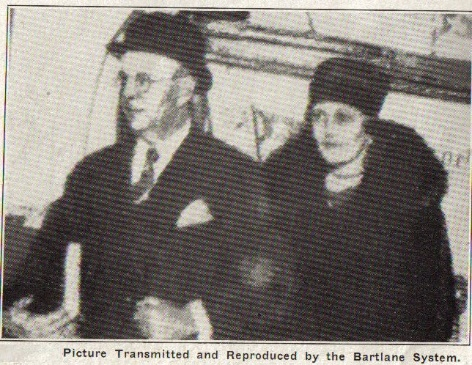 Picture Transmitted and Reproduced by the Bartlane System.